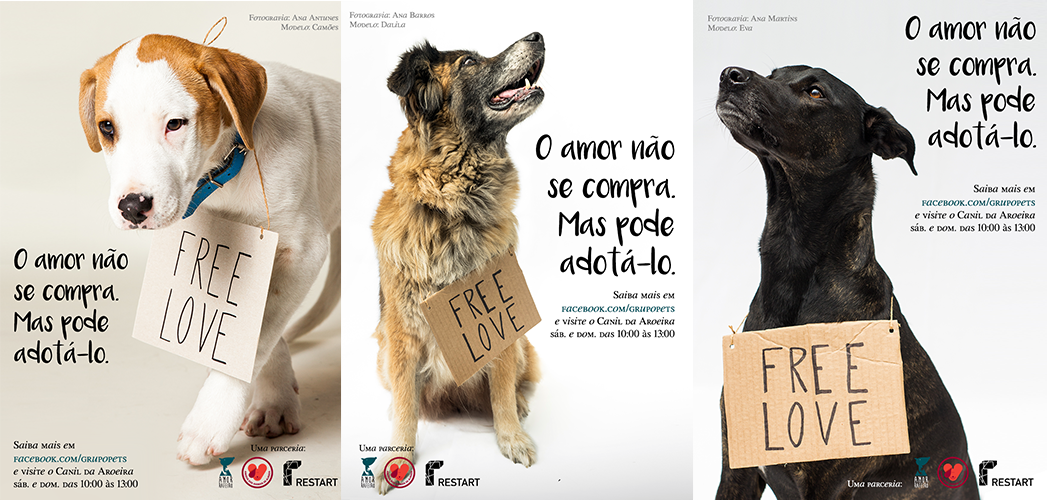 Fotografia: Ana Antunes
Modelo: Camões
FREE
LOVE
O amor não
se compra.
Mas pode
adotá-lo.
Saiba mais em
facebook.com/grupopets
e visite o Canil da Aroeira
sáb. e dom. das 10:00 às 13:00
Uma parceria:
RESTART
Fotografia: Ana Barros
Modelo: Dalila
O amor não
se compra.
Mas pode
adotá-lo.
FREE
LOVE
Saiba mais em
facebook.com/grupopets
e visite o Canil da Aroeira
sáb. e dom. das 10:00 às 13:00
Uma parceria:
RESTART
Fotografia: Ana Martins
Modelo: Eva
O amor não
se compra.
Mas pode
adotá-lo.
Saiba mais em
facebook.com/grupopets
e visite o Canil da Aroeira
sáb. e dom. das 10:00 às 13:00
FREE
LOVE
Uma parceria:
RESTART